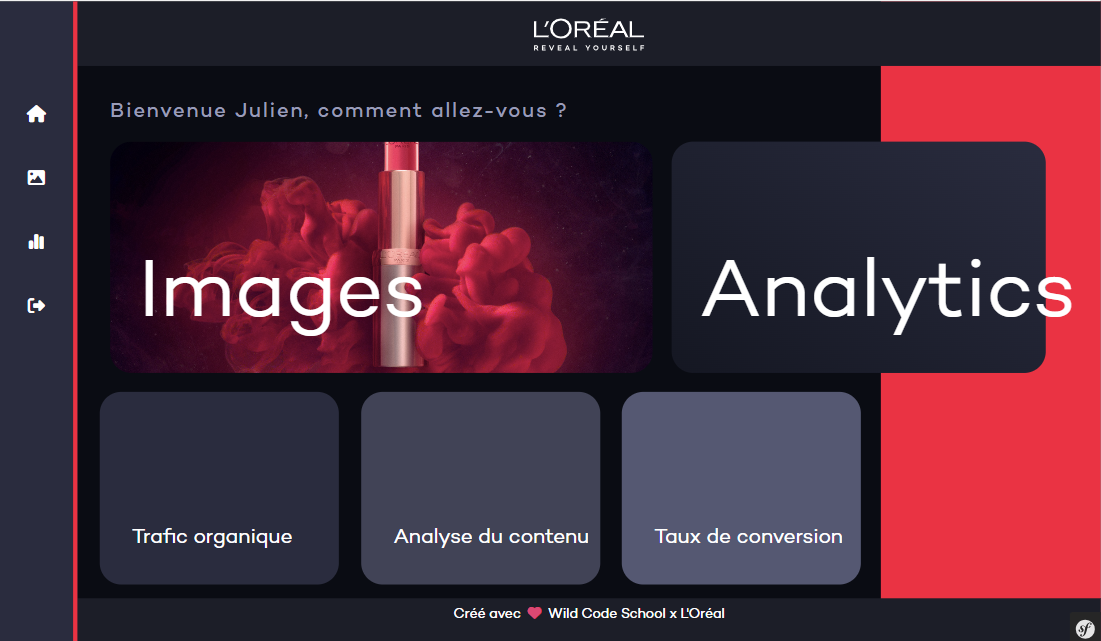 L'ORÉAL
REVEAL YOURSELF
Bienvenue Julien, comment allez-vous ?
Images
Analytics
Trafic organique
Analyse du contenu
Taux de conversion
Créé avec ❤ Wild Code School x L'Oréal
sf